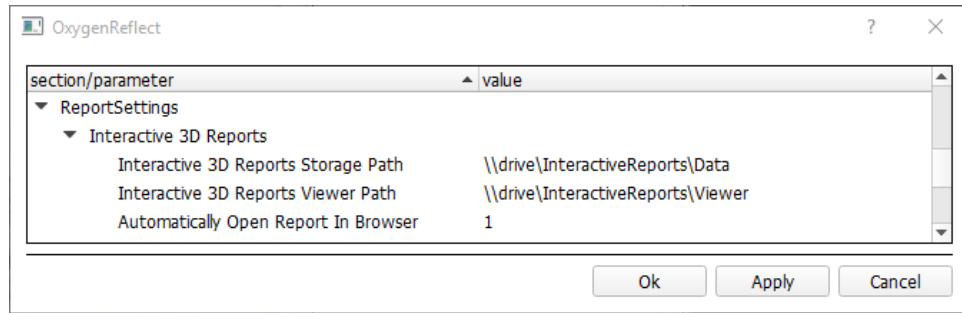 OxygenReflect ?
section/parameter value
ReportSettings
Interactive 3D Reports
Interactive 3D Reports Storage Path \\drive\InteractiveReports\Data
Interactive 3D Reports Viewer Path \\drive\InteractiveReports\Viewer
Automatically Open Report In Browser 1
Ok Apply Cancel